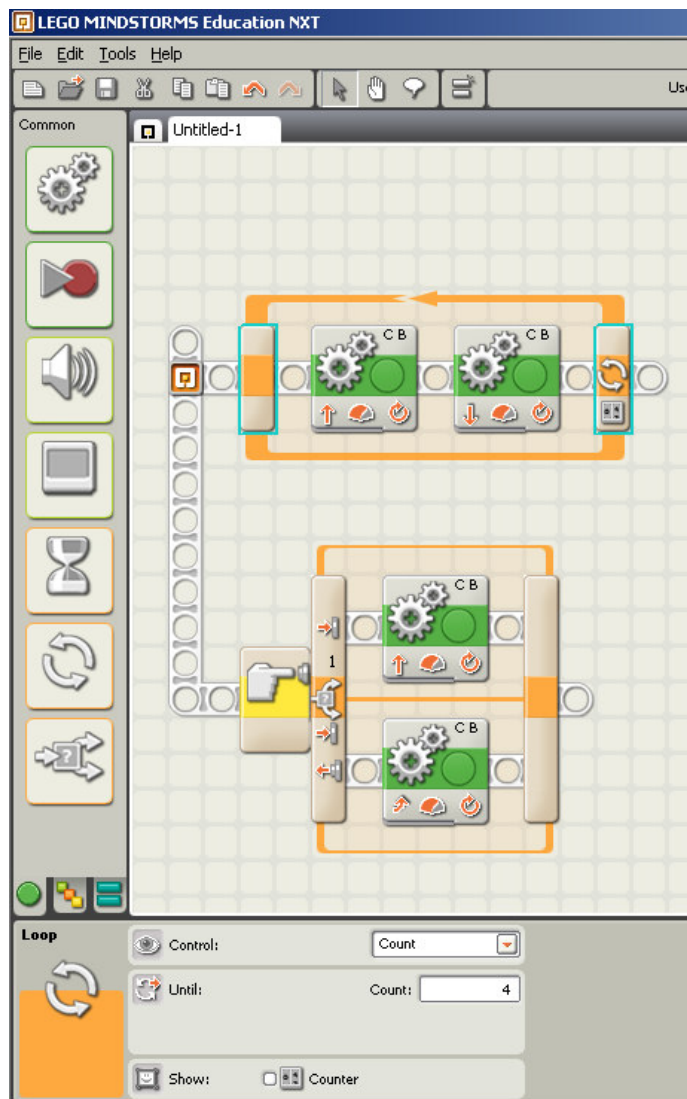 LEGO MINDSTORMS Education NXT
File Edit Tools Help
Us
Common
Untitled-1
C B
C B
C B
1
C B
Loop
Control:
Count
Until:
Count:
4
Show:
Counter